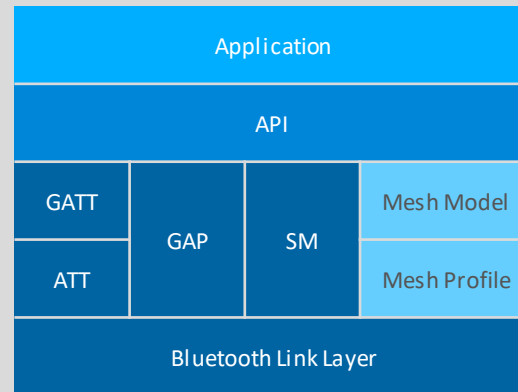 Application
API
GATT
GAP
SM
Mesh Model
ATT
Mesh Profile
Bluetooth Link Layer